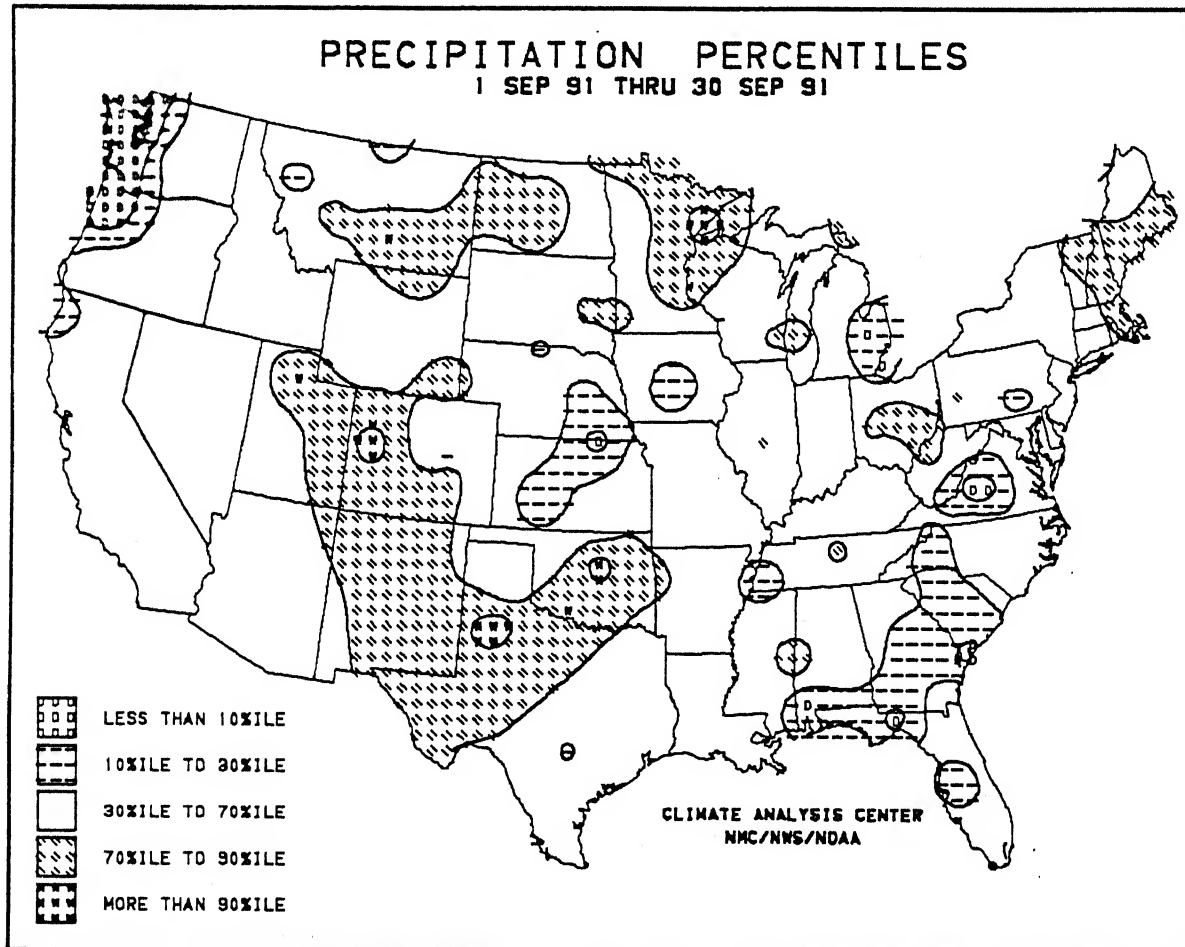 PRECIPITATION PERCENTILES
1 SEP 91 THRU 30 SEP 91
LESS THAN 10%ILE
10%ILE TO 30%ILE
30%ILE TO 70%ILE
70%ILE TO 90%ILE
MORE THAN 90%ILE
CLIMATE ANALYSIS CENTER
NMC/NWS/NOAA